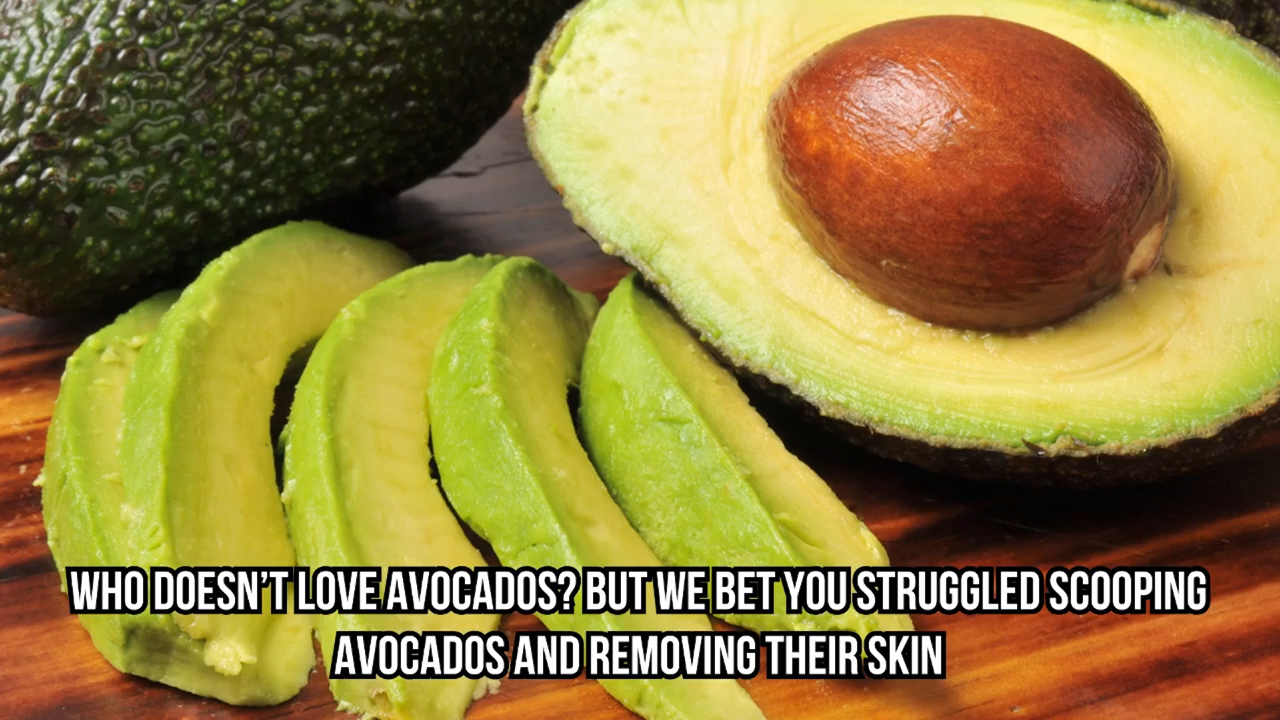 WHO DOESN’T LOVE AVOCADOS? BUT WE BET YOU STRUGGLED SCOOPING
AVOCADOS AND REMOVING THEIR SKIN